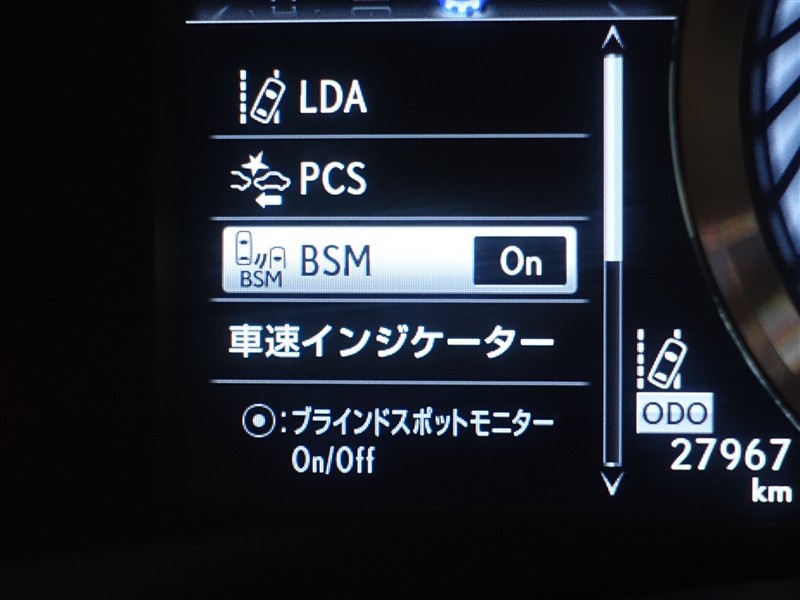 LDA
PCS
BSM BSM On
車速インジケーター
ODO
:ブラインドスポットモニター
On/Off
27967
km